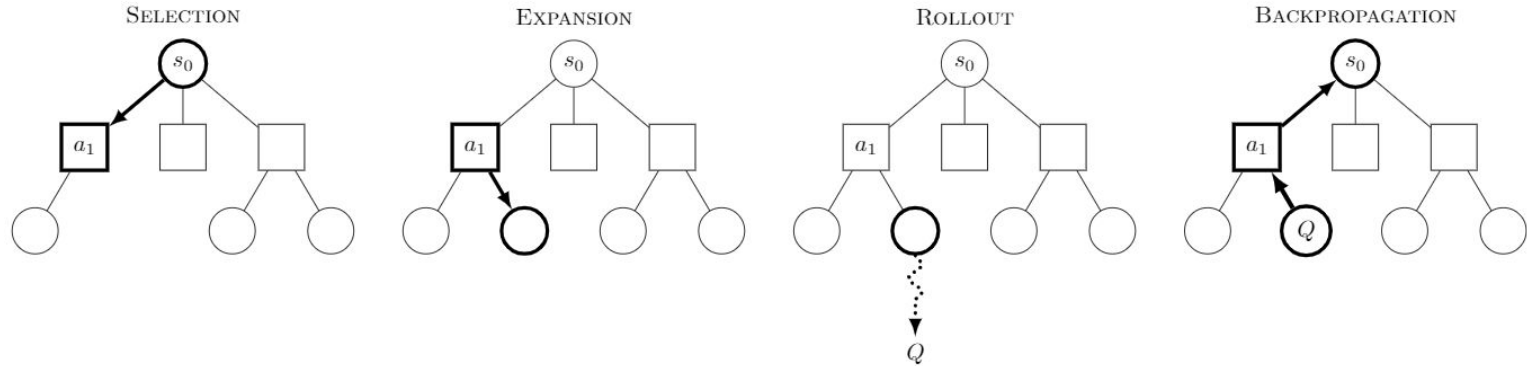 SELECTION
s₀
a₁
EXPANSION
s₀
a₁
ROLLOUT
s₀
a₁
Q
BACKPROPAGATION
s₀
a₁
Q